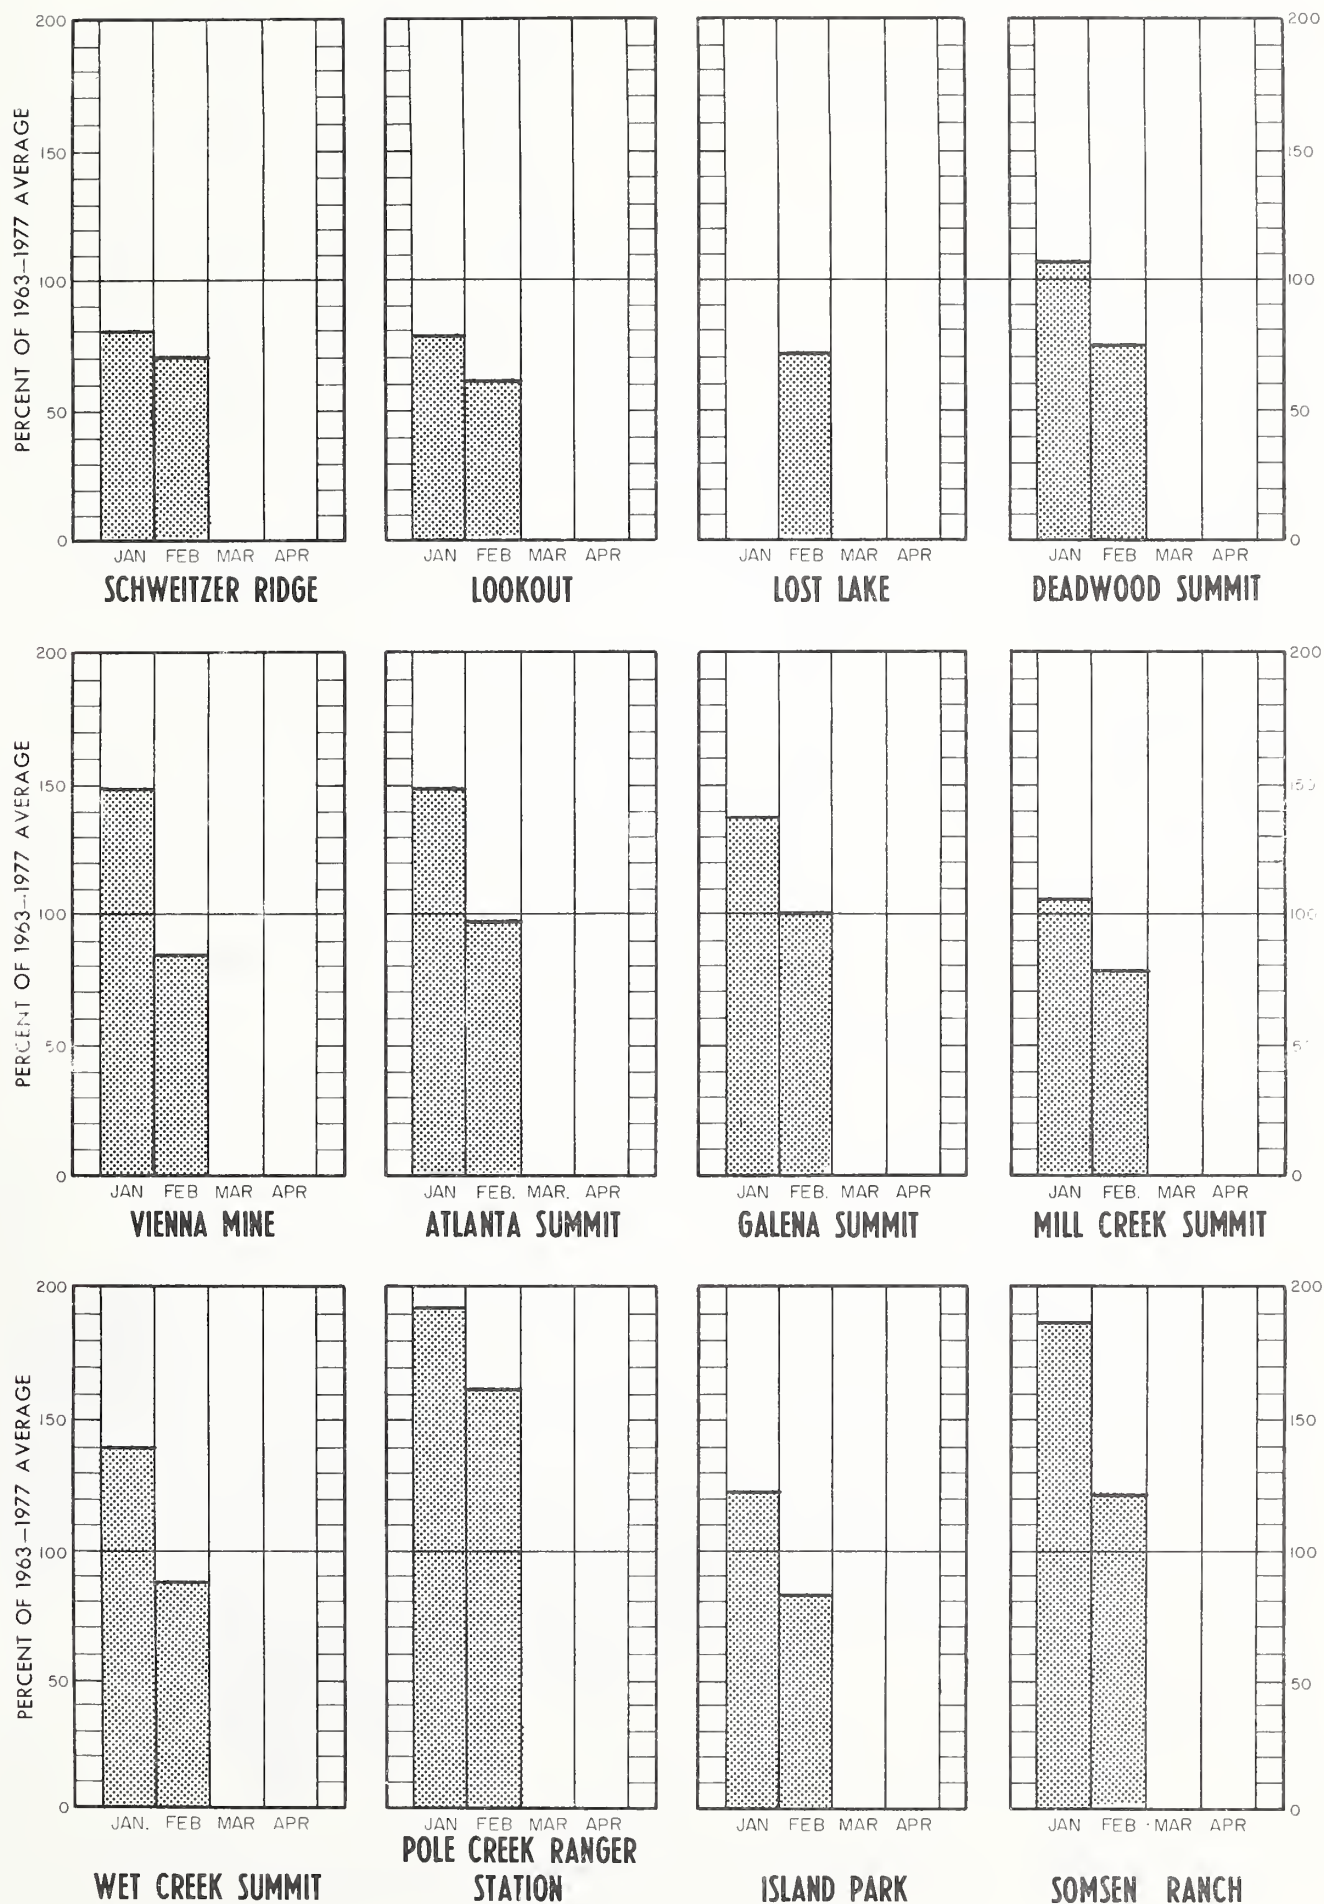 200
200
PERCENT OF 1963–1977 AVERAGE
150
150
100
100
50
50
0
0
JAN FEB MAR APR
JAN FEB MAR APR
JAN FEB MAR APR
JAN FEB MAR APR
SCHWEITZER RIDGE
LOOKOUT
LOST LAKE
DEADWOOD SUMMIT
200
200
PERCENT OF 1963–1977 AVERAGE
150
150
100
100
50
0
0
JAN FEB MAR APR
JAN FEB. MAR. APR
JAN FEB. MAR APR
JAN FEB. MAR APR
VIENNA MINE
ATLANTA SUMMIT
GALENA SUMMIT
MILL CREEK SUMMIT
200
200
PERCENT OF 1963–1977 AVERAGE
150
150
100
100
50
50
0
0
JAN. FEB MAR APR
JAN FEB MAR APR
JAN FEB MAR APR
JAN FEB MAR APR
WET CREEK SUMMIT
POLE CREEK RANGER
STATION
ISLAND PARK
SOMSEN RANCH